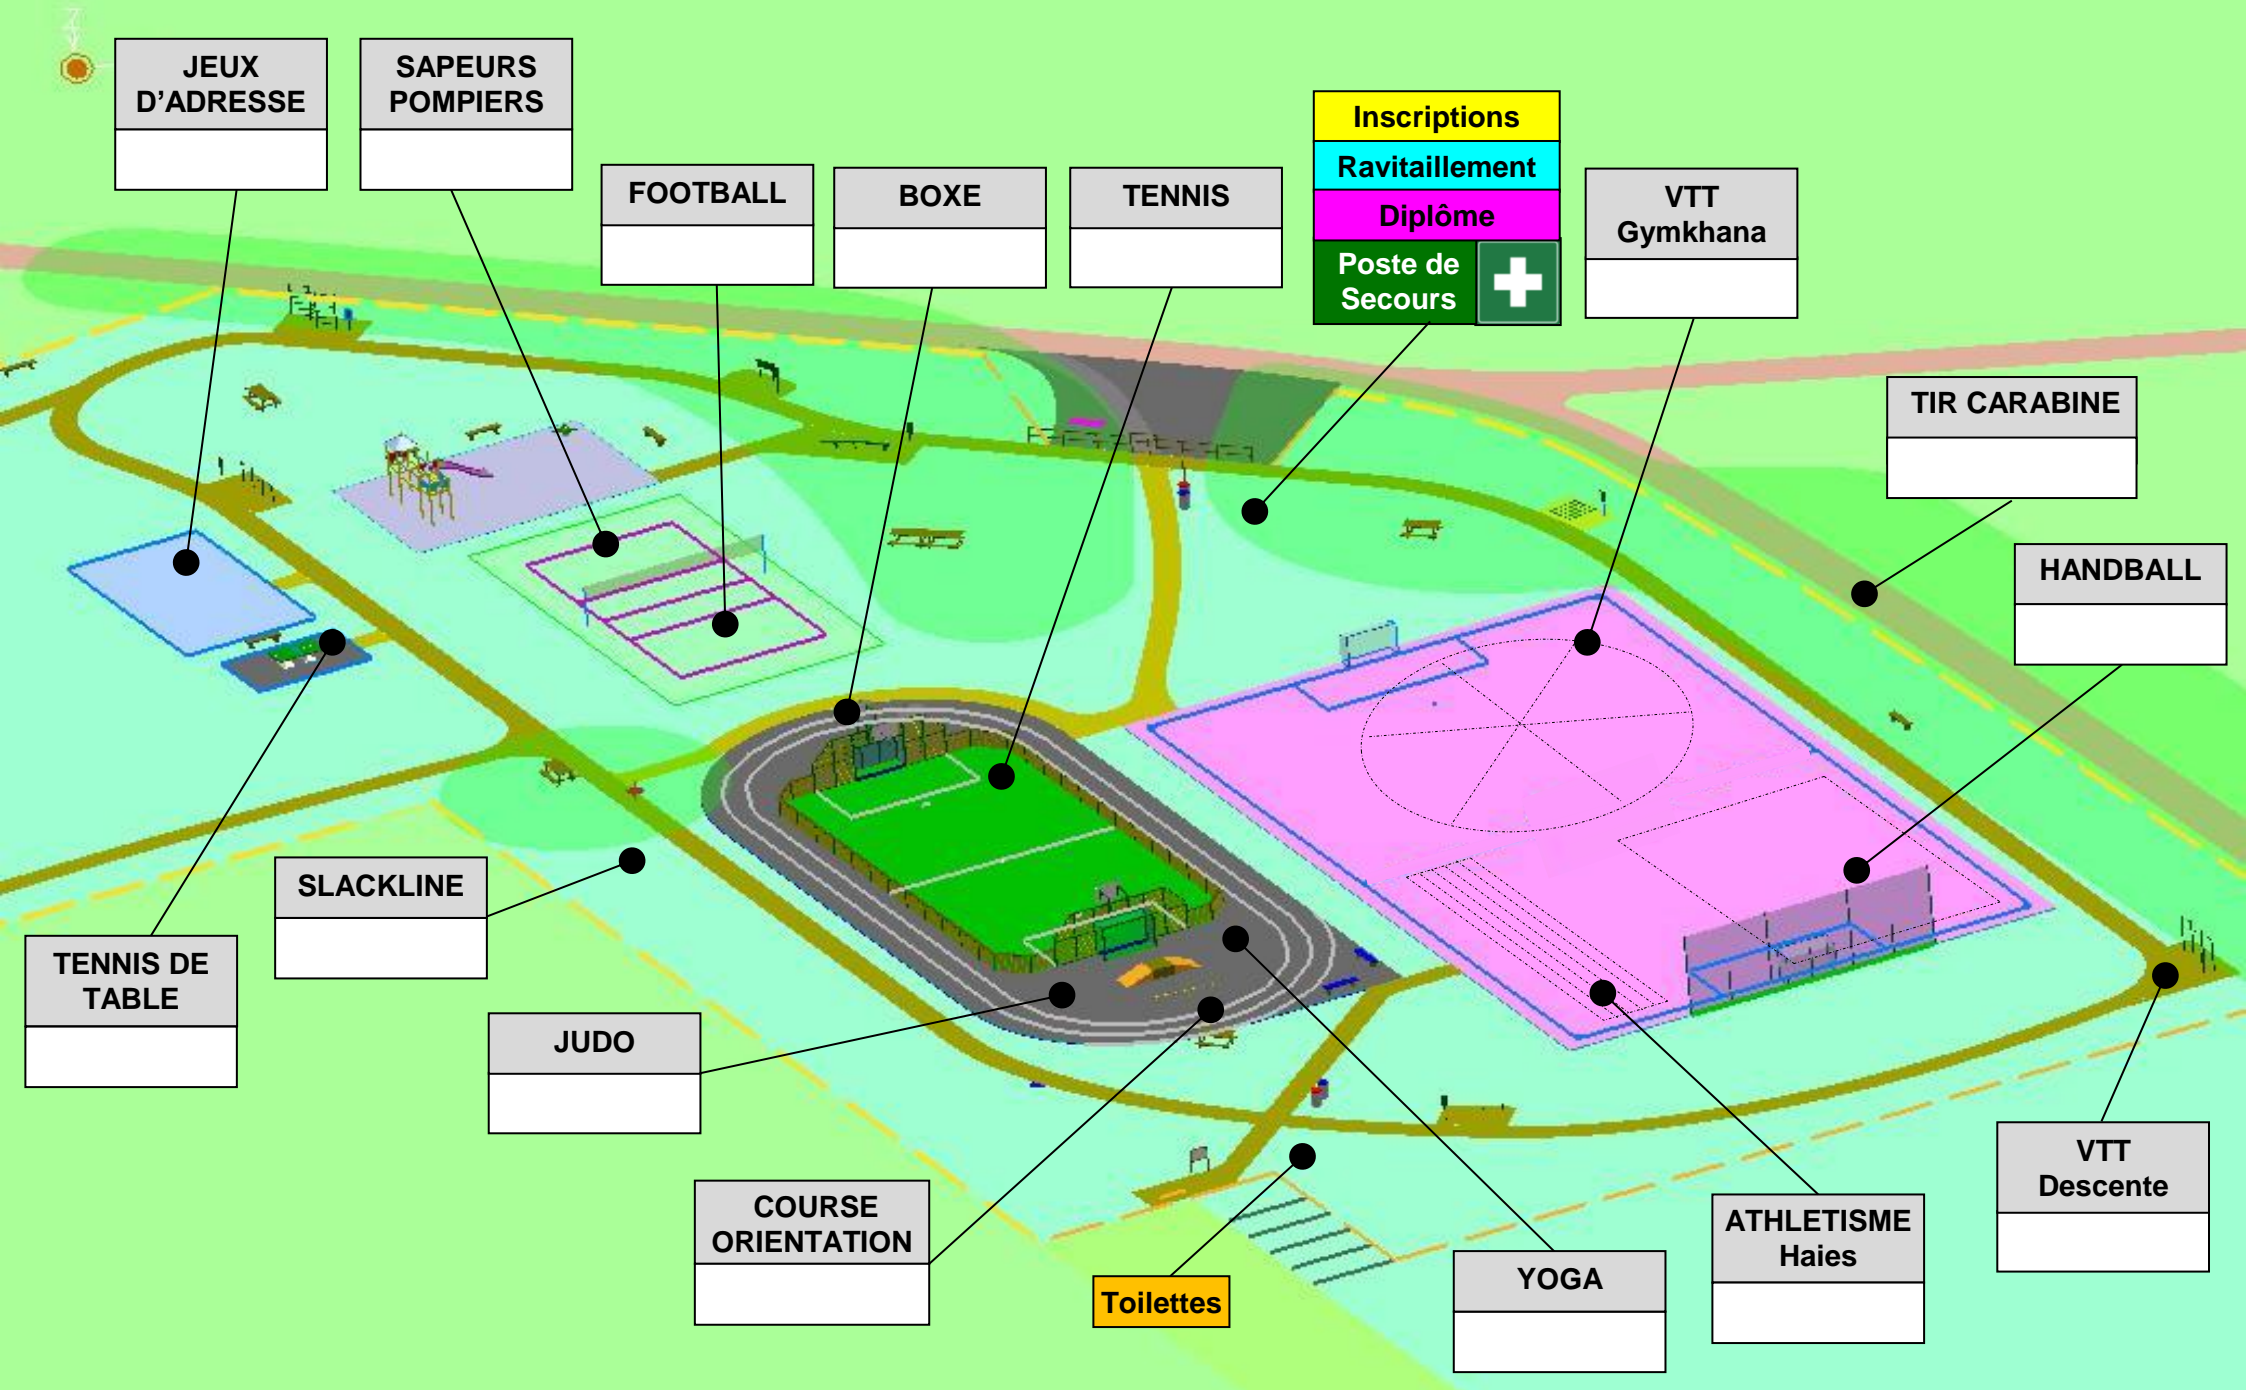 JEUX
D'ADRESSE
SAPEURS
POMPIERS
FOOTBALL
BOXE
TENNIS
Inscriptions
Ravitaillement
Diplôme
Poste de
Secours
VTT
Gymkhana
TIR CARABINE
HANDBALL
SLACKLINE
TENNIS DE
TABLE
JUDO
COURSE
ORIENTATION
Toilettes
YOGA
ATHLETISME
Haies
VTT
Descente